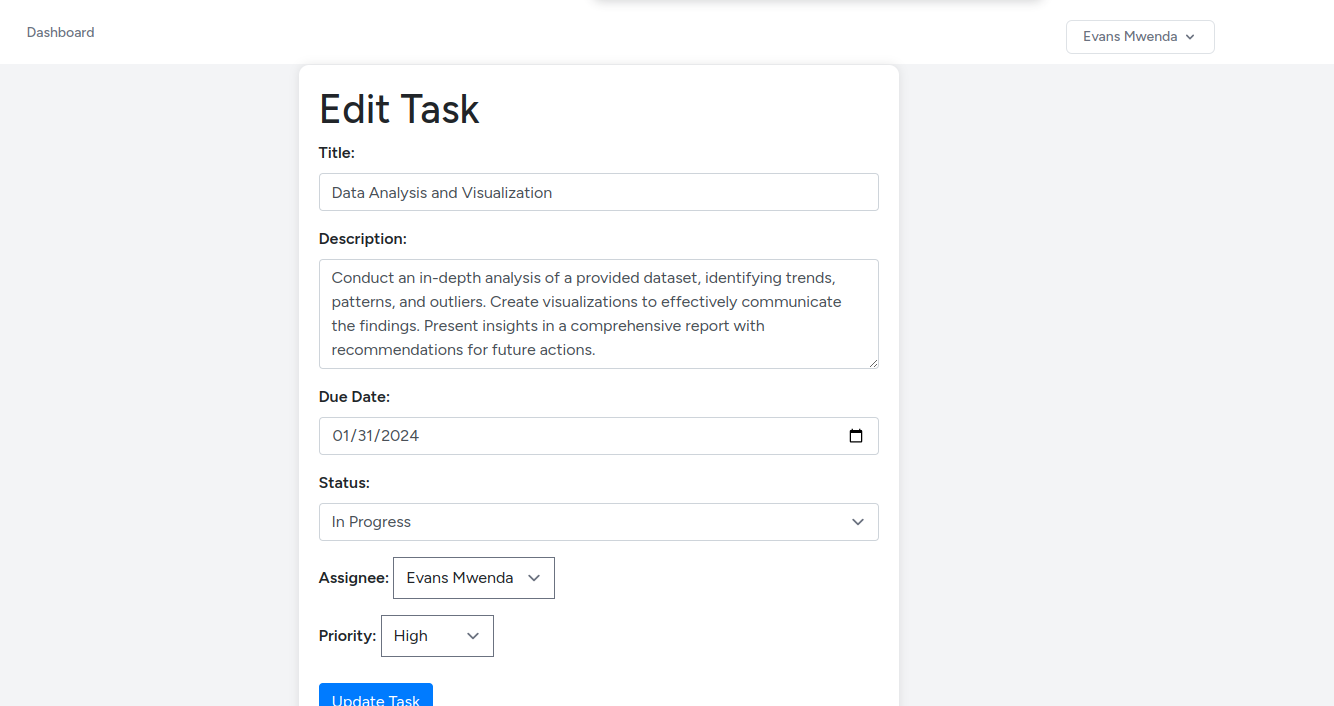 Dashboard
Evans Mwenda
Edit Task
Title:
Data Analysis and Visualization
Description:
Conduct an in-depth analysis of a provided dataset, identifying trends,
patterns, and outliers. Create visualizations to effectively communicate
the findings. Present insights in a comprehensive report with
recommendations for future actions.
Due Date:
01/31/2024
Status:
In Progress
Assignee: Evans Mwenda
Priority: High
Update Task